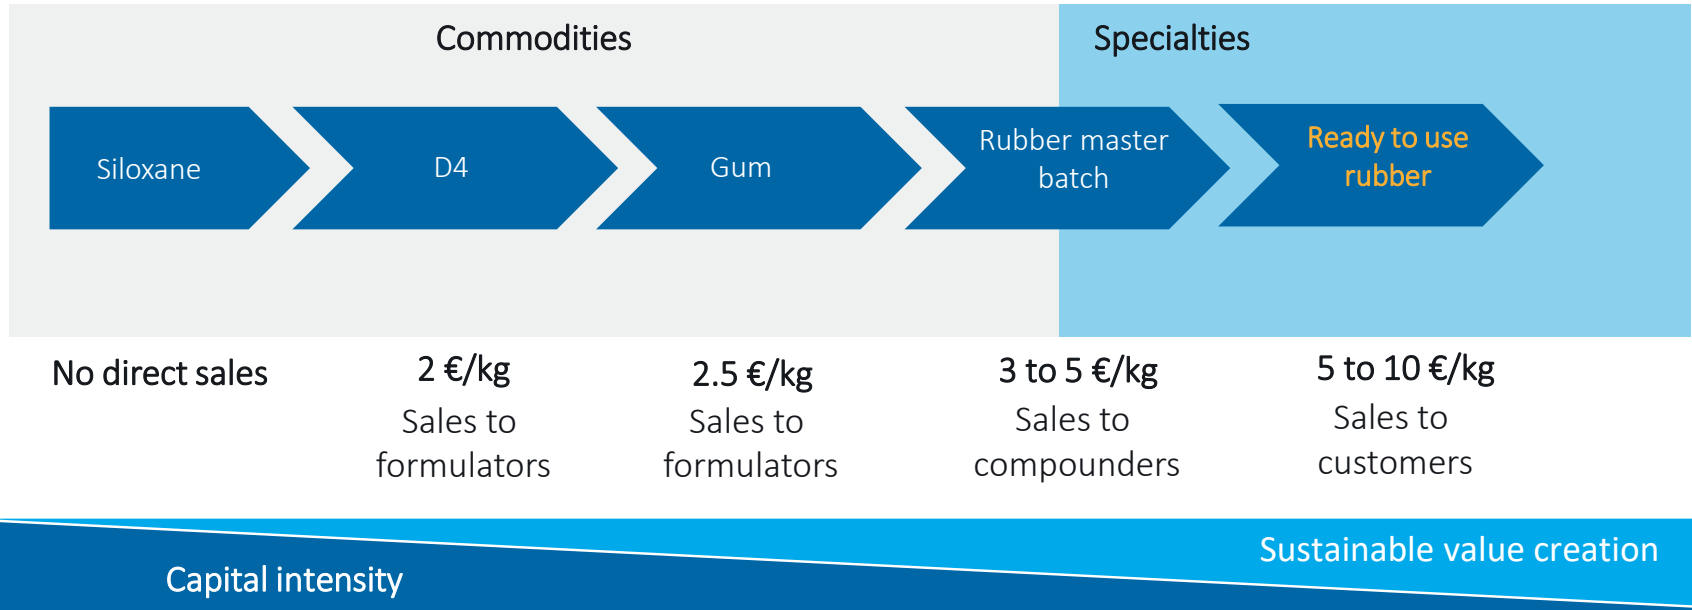 Commodities
Specialties
Siloxane
D4
Gum
Rubber master
batch
Ready to use
rubber
No direct sales
2 €/kg
Sales to
formulators
2.5 €/kg
Sales to
formulators
3 to 5 €/kg
Sales to
compounders
5 to 10 €/kg
Sales to
customers
Sustainable value creation
Capital intensity